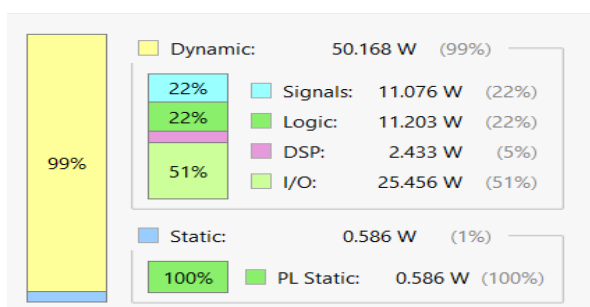 Dynamic: 50.168 W (99%)
22% Signals: 11.076 W (22%)
22% Logic: 11.203 W (22%)
DSP: 2.433 W (5%)
99%
51% I/O: 25.456 W (51%)
Static: 0.586 W (1%)
100% PL Static: 0.586 W (100%)